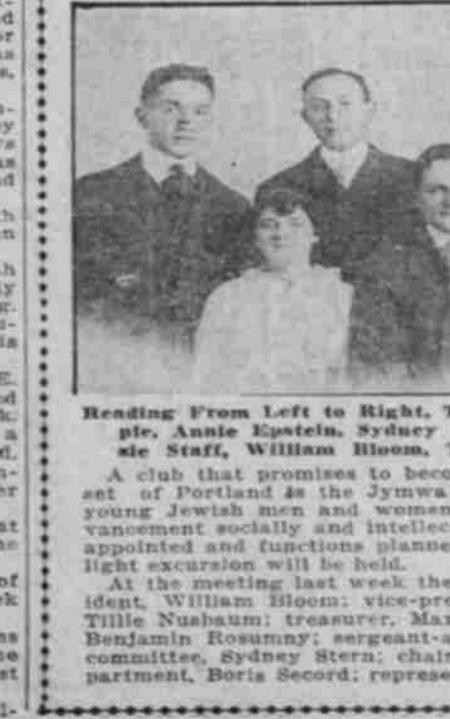 Reading From Left to Right, T
ple, Annie Epstein, Sydney
sie Staff, William Bloom, T
A club that promises to beco
set of Portland is the Jymwa
young Jewish men and women
vancement socially and intellec
appointed and functions planne
light excursion will be held.
At the meeting last week the
ident, William Bloom; vice-pre
Tillie Nusbaum; treasurer, Max
Benjamin Rosumny; sergeant-a
committee, Sydney Stern; chair
partment, Boris Secord; represe